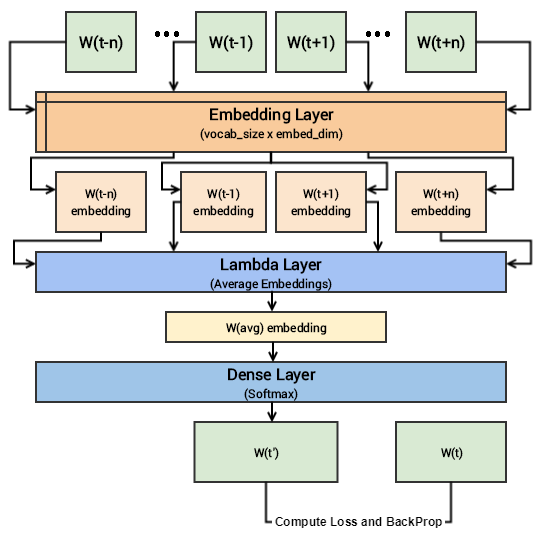 W(t-n)
•••
W(t-1)
W(t+1)
•••
W(t+n)
Embedding Layer
(vocab_size x embed_dim)
W(t-n)
embedding
W(t-1)
embedding
W(t+1)
embedding
W(t+n)
embedding
Lambda Layer
(Average Embeddings)
W(avg) embedding
Dense Layer
(Softmax)
W(t')
W(t)
Compute Loss and BackProp